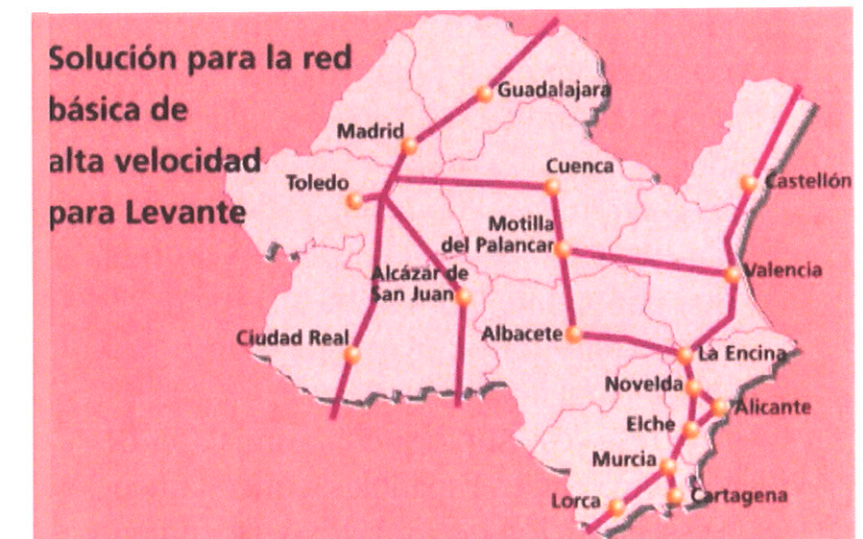 Solución para la red
básica de
alta velocidad
para Levante
Guadalajara
Madrid
Toledo
Cuenca
Castellón
Motilla
del Palancar
Alcázar de
San Juan
Valencia
Ciudad Real
Albacete
La Encina
Novelda
Alicante
Elche
Murcia
Lorca
Cartagena